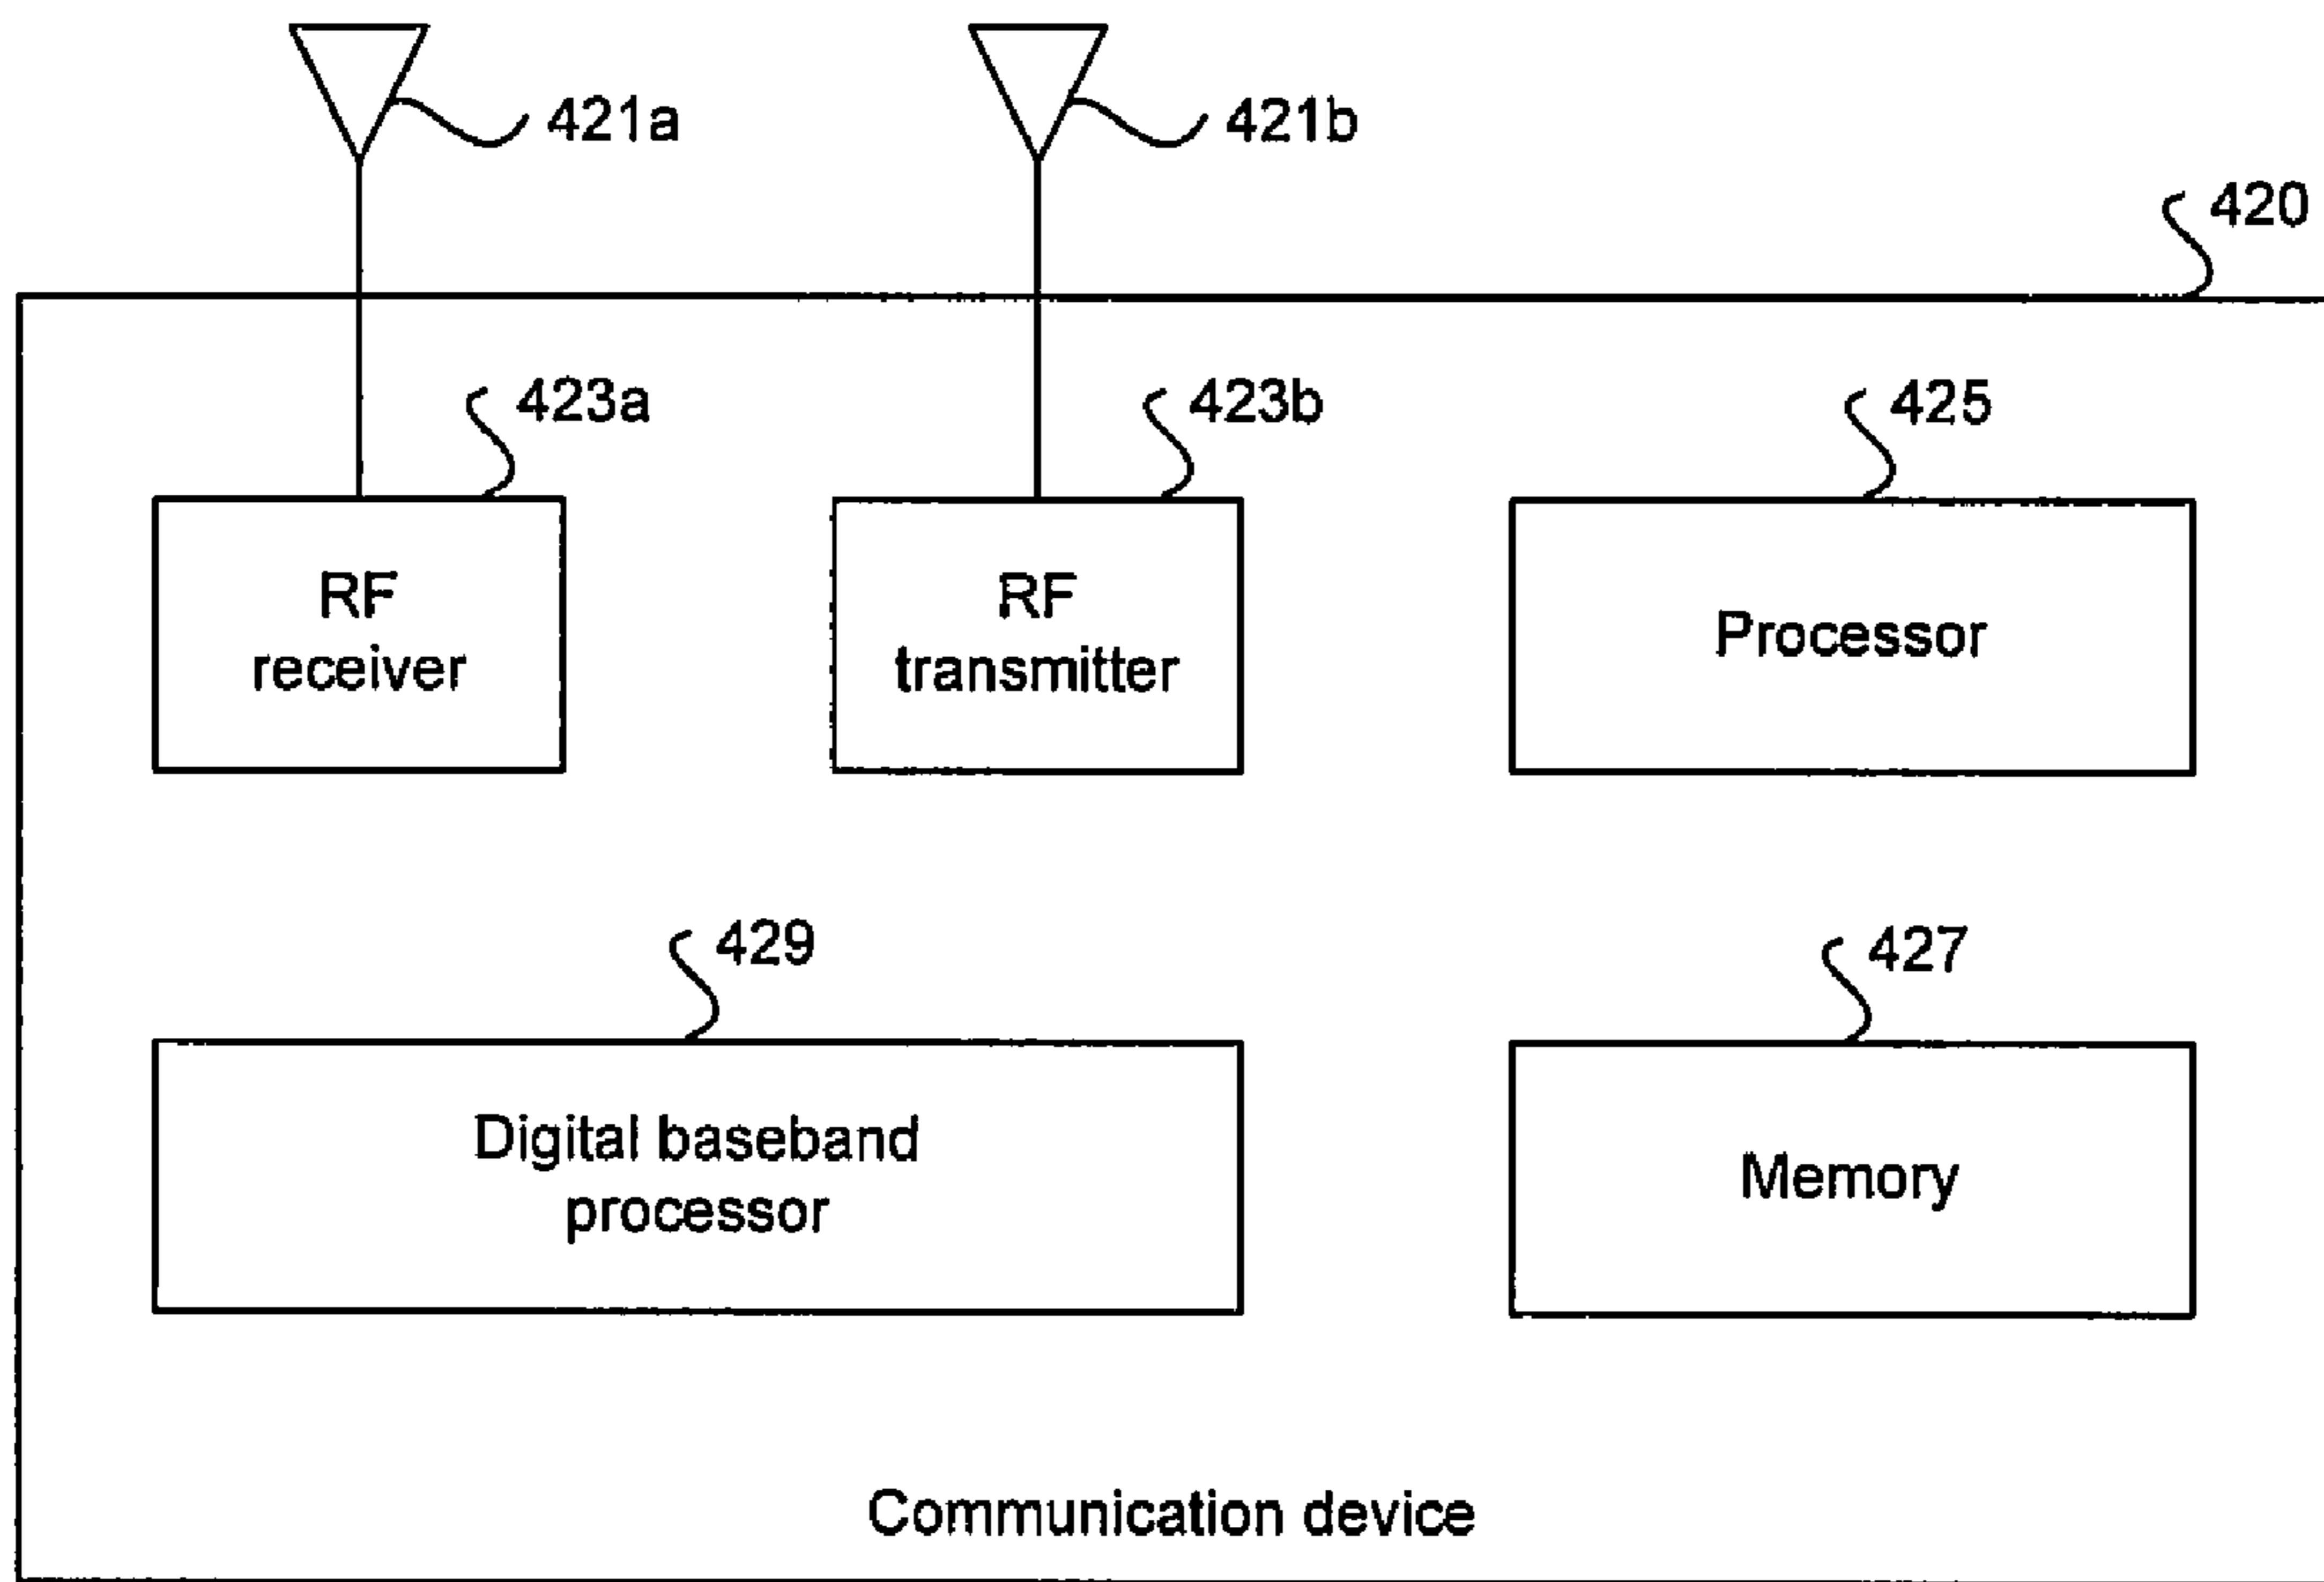 421a
421b
420
423a
423b
425
RF
receiver
RF
transmitter
Processor
429
427
Digital baseband
processor
Memory
Communication device